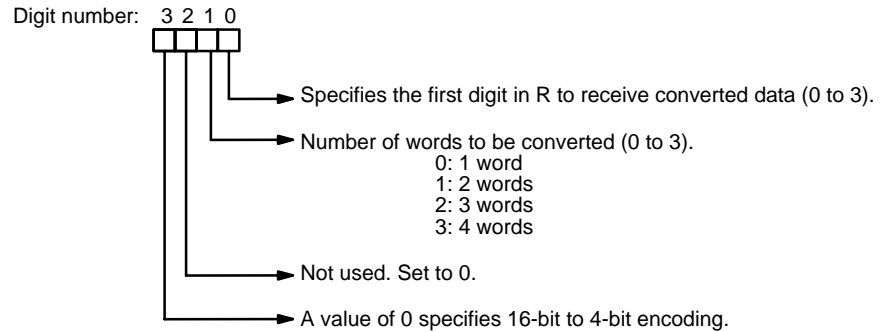 Digit number: 3 2 1 0
Specifies the first digit in R to receive converted data (0 to 3).
Number of words to be converted (0 to 3).
0: 1 word
1: 2 words
2: 3 words
3: 4 words
Not used. Set to 0.
A value of 0 specifies 16-bit to 4-bit encoding.